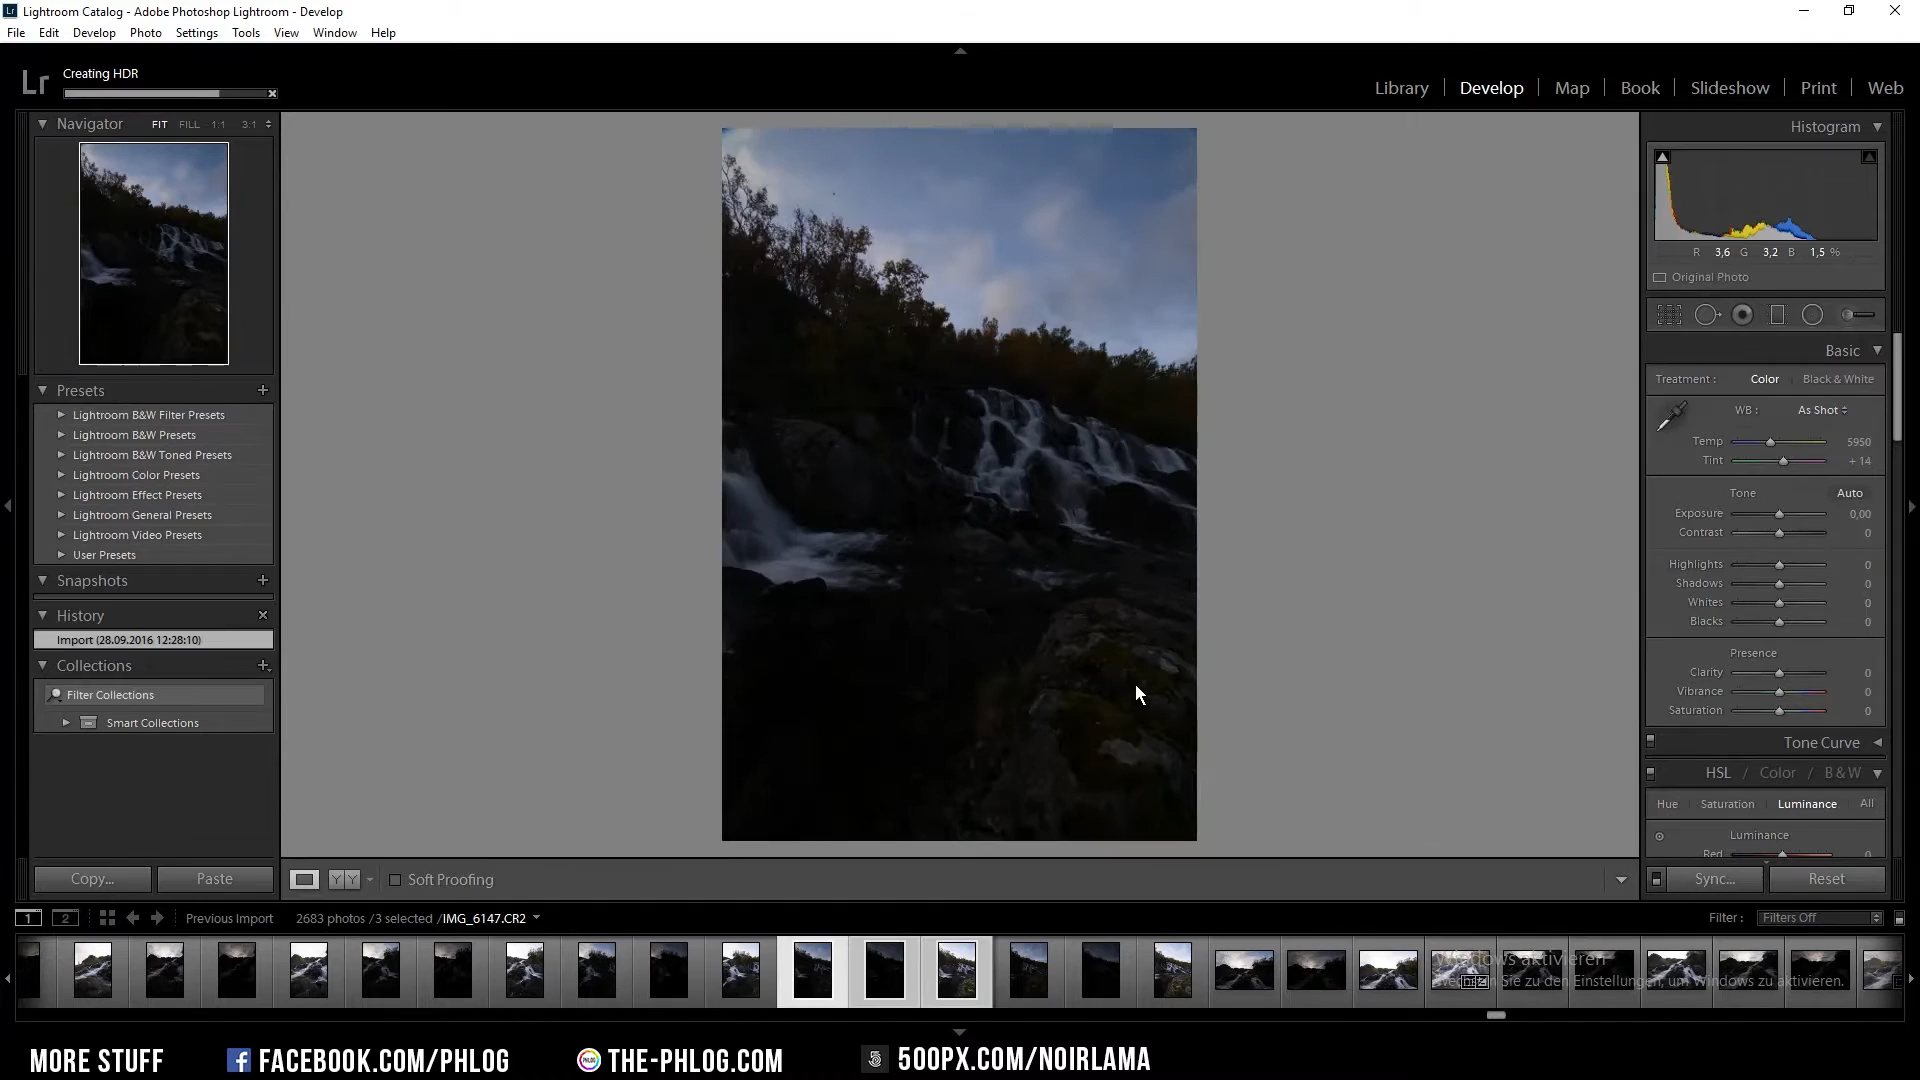 Lr Lightroom Catalog - Adobe Photoshop Lightroom - Develop
File Edit Develop Photo Settings Tools View Window Help
Lr Creating HDR
Library Develop Map Book Slideshow Print Web
Navigator FIT FILL 1:1 3:1
Histogram
R 3,6 G 3,2 B 1,5 %
Original Photo
Basic
Treatment : Color Black & White
WB : As Shot
Temp 5950
Tint + 14
Tone Auto
Exposure 0,00
Contrast 0
Highlights 0
Shadows 0
Whites 0
Blacks 0
Presence
Clarity 0
Vibrance 0
Saturation 0
Tone Curve
HSL / Color / B & W
Hue Saturation Luminance All
Luminance
Red 0
Presets
Lightroom B&W Filter Presets
Lightroom B&W Presets
Lightroom B&W Toned Presets
Lightroom Color Presets
Lightroom Effect Presets
Lightroom General Presets
Lightroom Video Presets
User Presets
Snapshots
History
Import (28.09.2016 12:28:10)
Collections
Filter Collections
Smart Collections
Copy... Paste
YY Soft Proofing
Sync... Reset
1 2 Previous Import 2683 photos /3 selected /IMG_6147.CR2
Filter : Filters Off
Windows aktivieren
Sie zu den Einstellungen, um Windows zu aktivieren.
MORE STUFF FACEBOOK.COM/PHLOG THE-PHLOG.COM 500PX.COM/NOIRLAMA